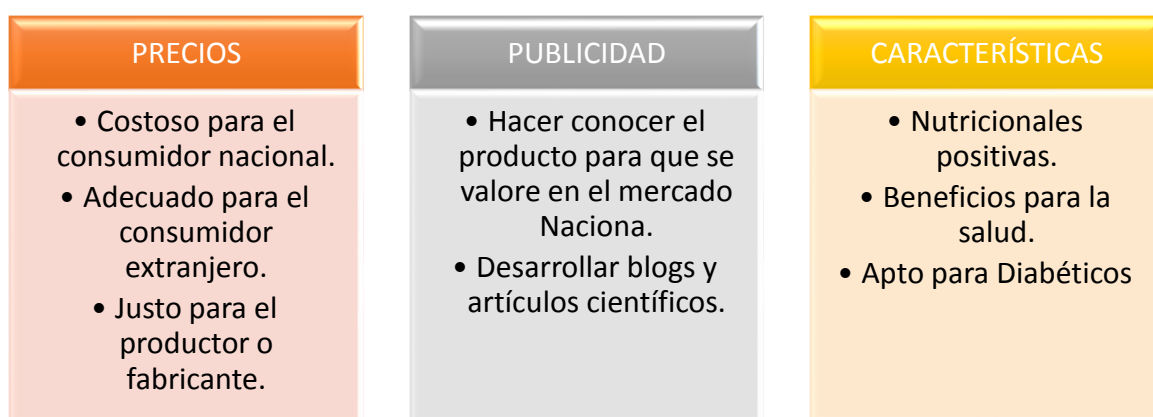 PRECIOS
• Costoso para el
consumidor nacional.
• Adecuado para el
consumidor
extranjero.
• Justo para el
productor o
fabricante.
PUBLICIDAD
• Hacer conocer el
producto para que se
valore en el mercado
Naciona.
• Desarrollar blogs y
artículos científicos.
CARACTERÍSTICAS
• Nutricionales
positivas.
• Beneficios para la
salud.
• Apto para Diabéticos